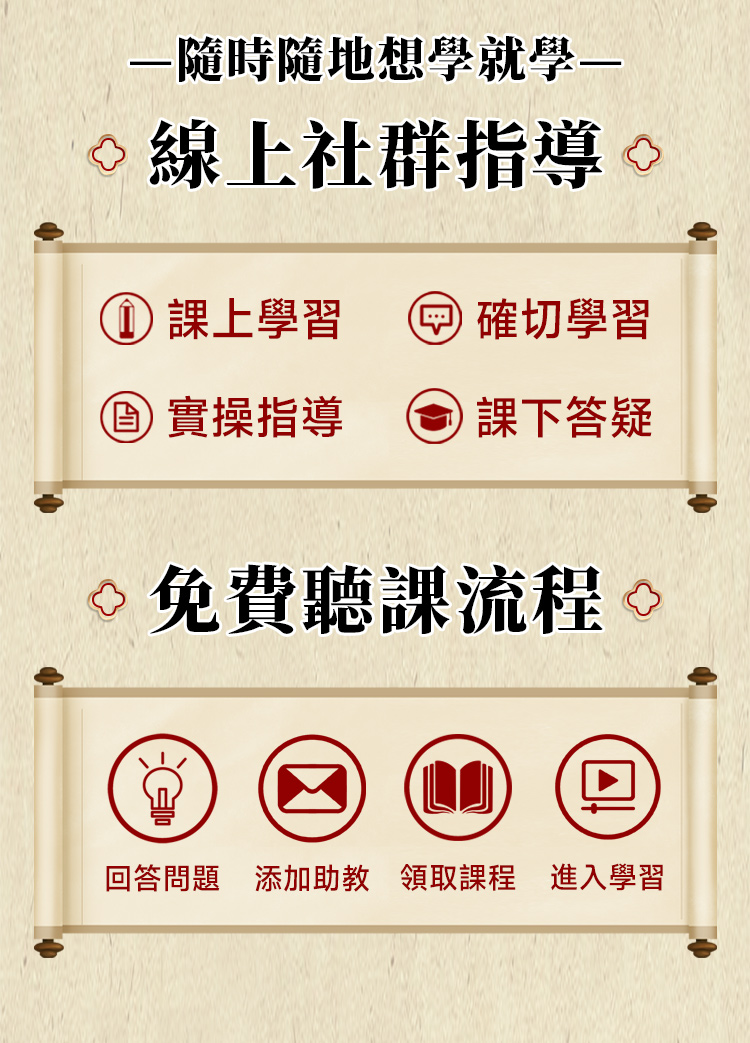 —隨時隨地想學就學—
線上社群指導
課上學習
確切學習
實操指導
課下答疑
免費聽課流程
回答問題
添加助教
領取課程
進入學習